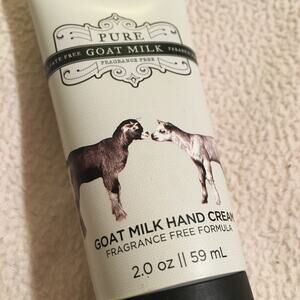 PURE
GOAT MILK
FRAGRANCE FREE
GOAT MILK HAND CREAM
FRAGRANCE FREE FORMULA
2.0 oz || 59 mL